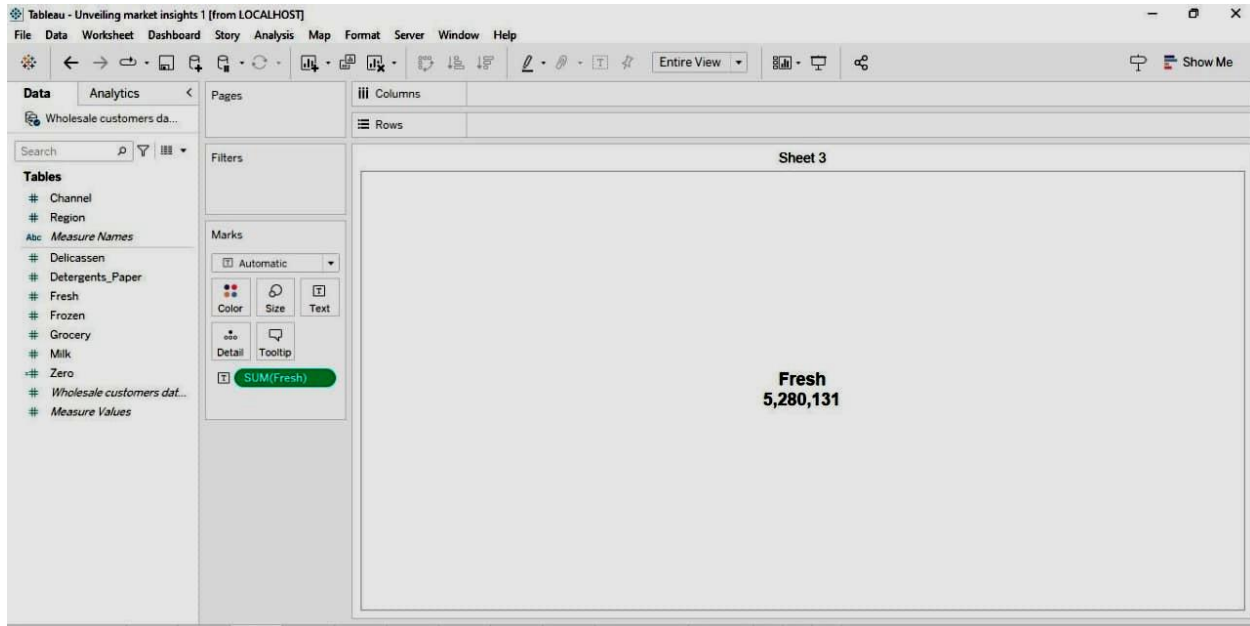 Tableau - Unveiling market insights 1 [from LOCALHOST]
File Data Worksheet Dashboard Story Analysis Map Format Server Window Help
Entire View
Show Me
Data Analytics
Wholesale customers da...
Search
Tables
# Channel
# Region
Abc Measure Names
# Delicassen
# Detergents_Paper
# Fresh
# Frozen
# Grocery
# Milk
=# Zero
# Wholesale customers dat...
# Measure Values
Pages
Filters
Marks
T Automatic
Color Size Text
Detail Tooltip
T SUM(Fresh)
Columns
Rows
Sheet 3
Fresh
5,280,131